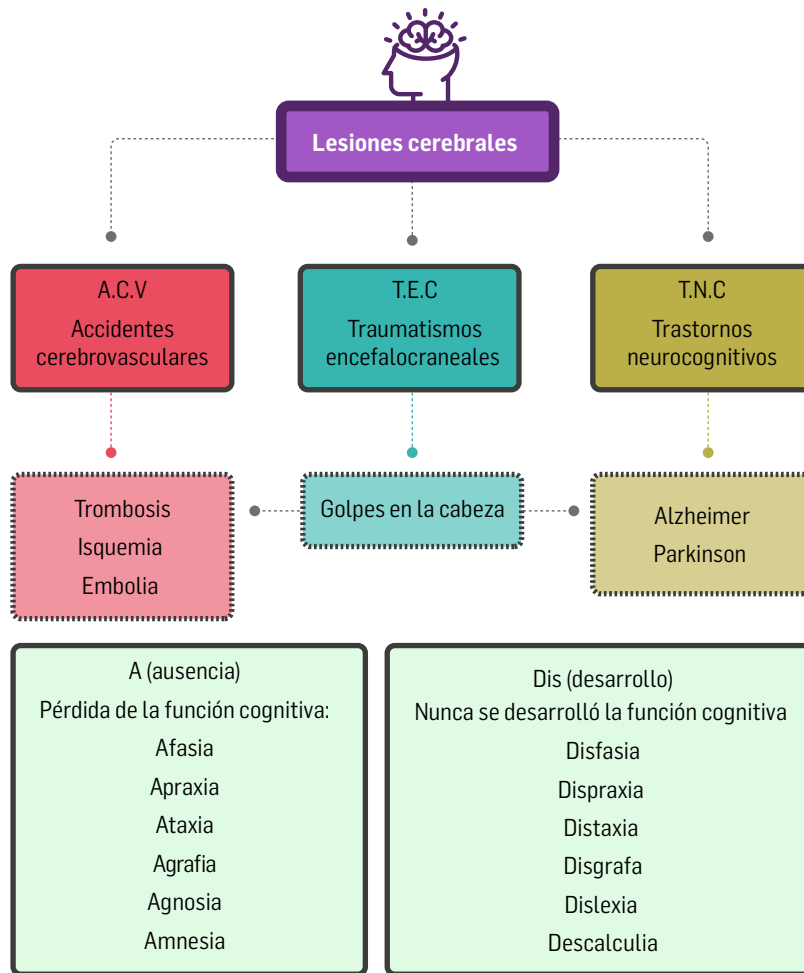 Lesiones cerebrales
A.C.V
Accidentes
cerebrovasculares
T.E.C
Traumatismos
encefalocraneales
T.N.C
Trastornos
neurocognitivos
Trombosis
Isquemia
Embolia
Golpes en la cabeza
Alzheimer
Parkinson
A (ausencia)
Pérdida de la función cognitiva:
Afasia
Apraxia
Ataxia
Agrafia
Agnosia
Amnesia
Dis (desarrollo)
Nunca se desarrolló la función cognitiva
Disfasia
Dispraxia
Distaxia
Disgrafa
Dislexia
Descalculia